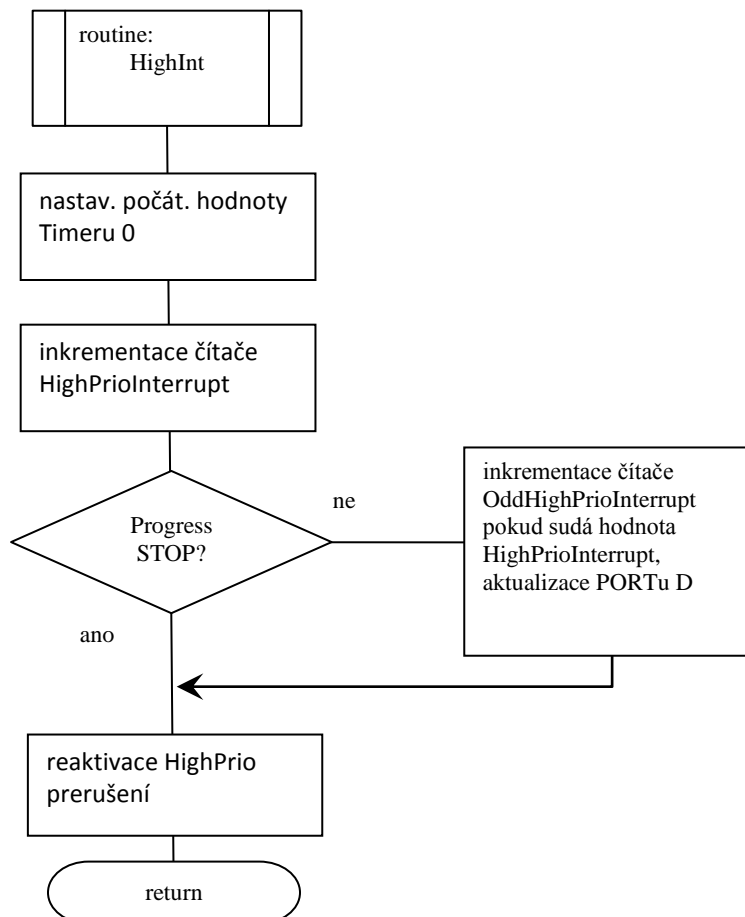 routine:
HighInt
nastav. počát. hodnoty
Timeru 0
inkrementace čítače
HighPrioInterrupt
Progress
STOP?
ne
inkrementace čítače
OddHighPrioInterrupt
pokud sudá hodnota
HighPrioInterrupt,
aktualizace PORTu D
ano
reaktivace HighPrio
prerušení
return